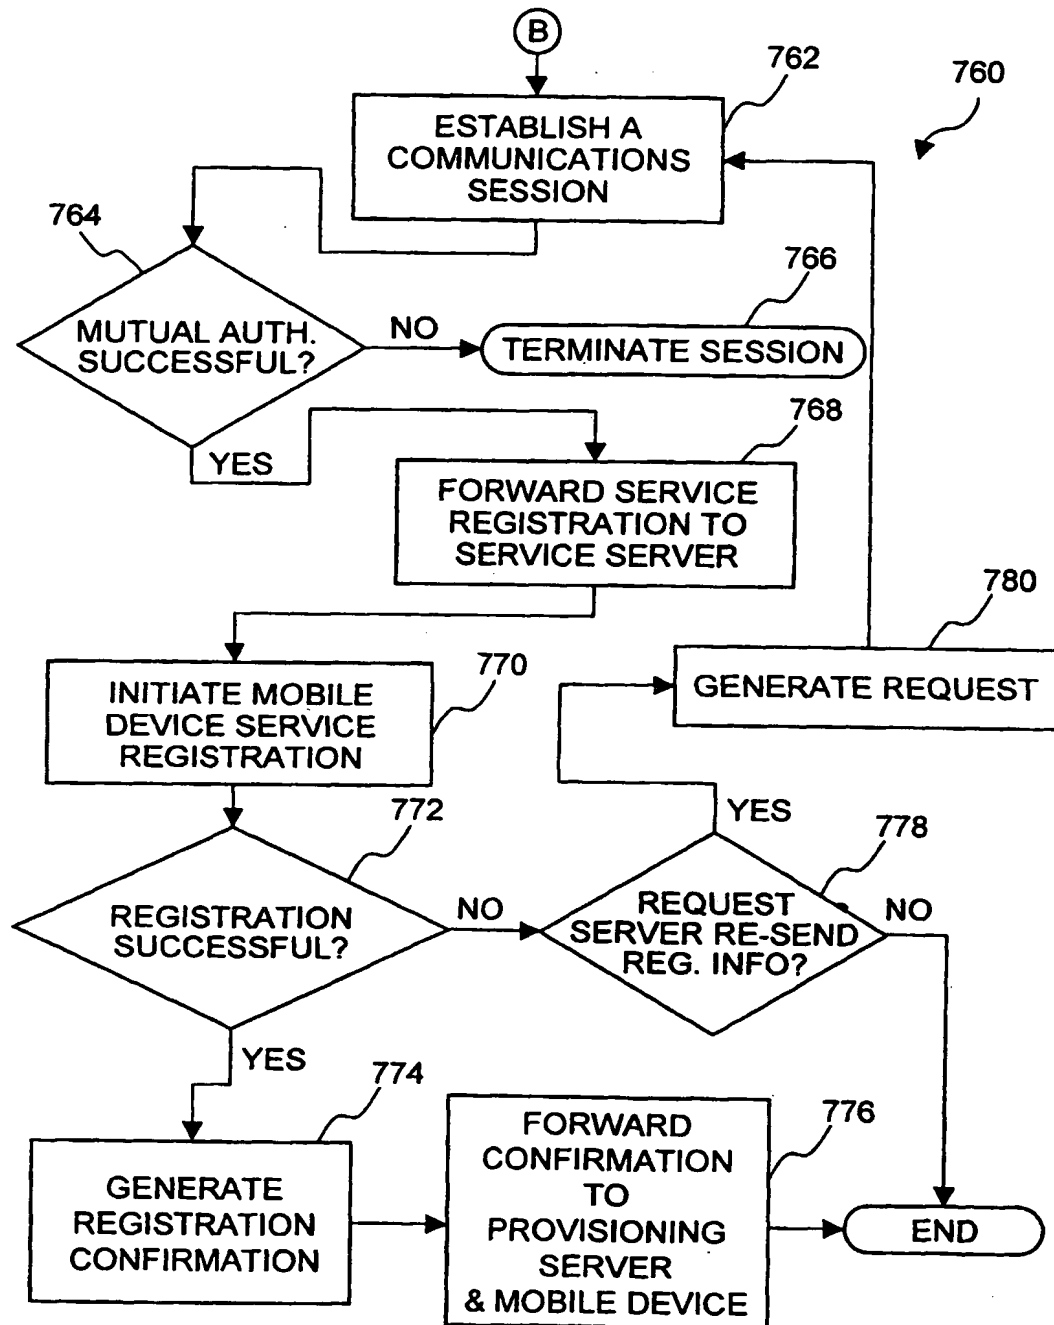 B
762
760
ESTABLISH A
COMMUNICATIONS
SESSION
764
766
MUTUAL AUTH.
SUCCESSFUL?
NO
TERMINATE SESSION
YES
768
FORWARD SERVICE
REGISTRATION TO
SERVICE SERVER
780
GENERATE REQUEST
770
INITIATE MOBILE
DEVICE SERVICE
REGISTRATION
772
YES
778
REGISTRATION
SUCCESSFUL?
NO
REQUEST
SERVER RE-SEND
REG. INFO?
NO
YES
774
776
GENERATE
REGISTRATION
CONFIRMATION
FORWARD
CONFIRMATION
TO
PROVISIONING
SERVER
& MOBILE DEVICE
END